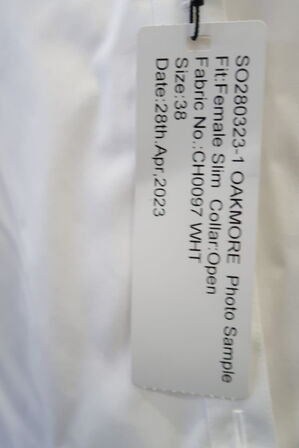 SO280323-1 OAKMORE Photo Sample
Fit:Female Slim Collar:Open
Fabric No.:CH0097 WHT
Size:38
Date:28th.Apr,2023